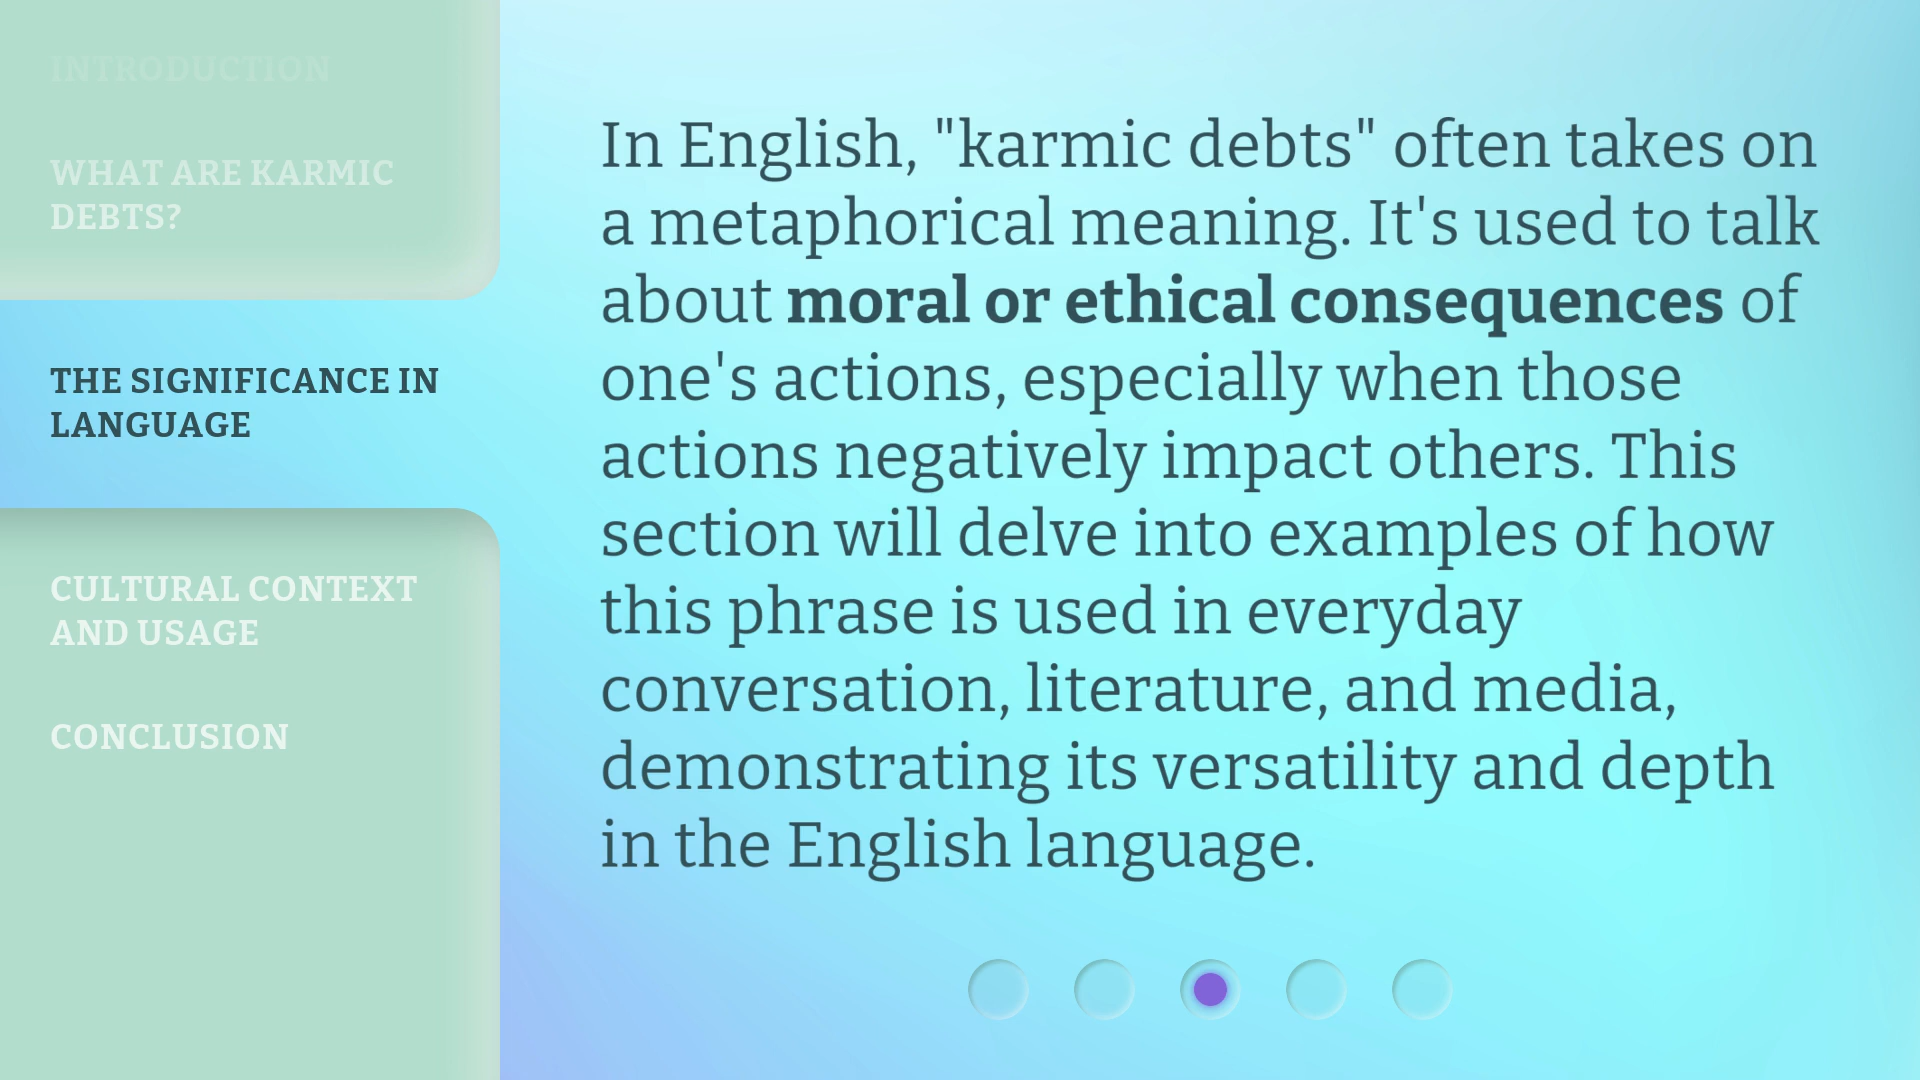 INTRODUCTION
WHAT ARE KARMIC
DEBTS?
THE SIGNIFICANCE IN
LANGUAGE
CULTURAL CONTEXT
AND USAGE
CONCLUSION
In English, "karmic debts" often takes on
a metaphorical meaning. It's used to talk
about moral or ethical consequences of
one's actions, especially when those
actions negatively impact others. This
section will delve into examples of how
this phrase is used in everyday
conversation, literature, and media,
demonstrating its versatility and depth
in the English language.